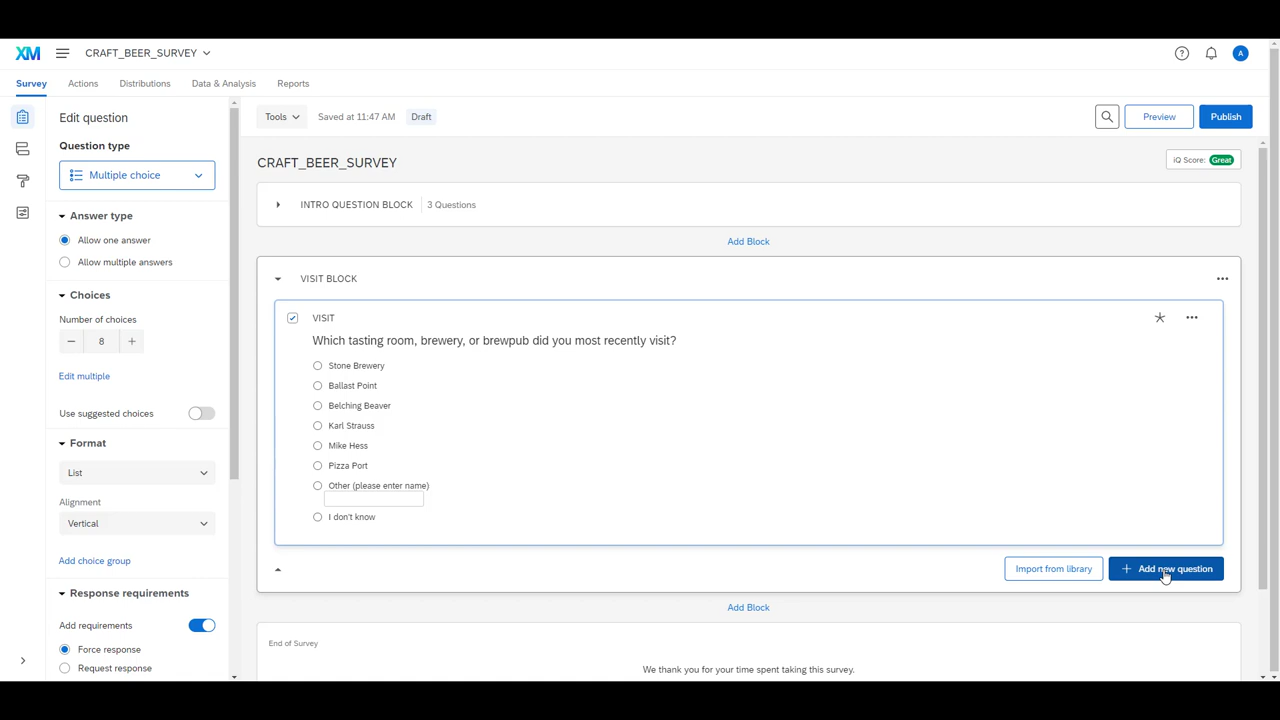 XM
CRAFT_BEER_SURVEY
A
Survey
Actions
Distributions
Data & Analysis
Reports
Edit question
Question type
Multiple choice
Answer type
Allow one answer
Allow multiple answers
Choices
Number of choices
8
Edit multiple
Use suggested choices
Format
List
Alignment
Vertical
Add choice group
Response requirements
Add requirements
Force response
Request response
Tools
Saved at 11:47 AM
Draft
Preview
Publish
CRAFT_BEER_SURVEY
iQ Score: Great
INTRO QUESTION BLOCK
3 Questions
Add Block
VISIT BLOCK
VISIT
Which tasting room, brewery, or brewpub did you most recently visit?
Stone Brewery
Ballast Point
Belching Beaver
Karl Strauss
Mike Hess
Pizza Port
Other (please enter name)
I don't know
Import from library
Add new question
Add Block
End of Survey
We thank you for your time spent taking this survey.